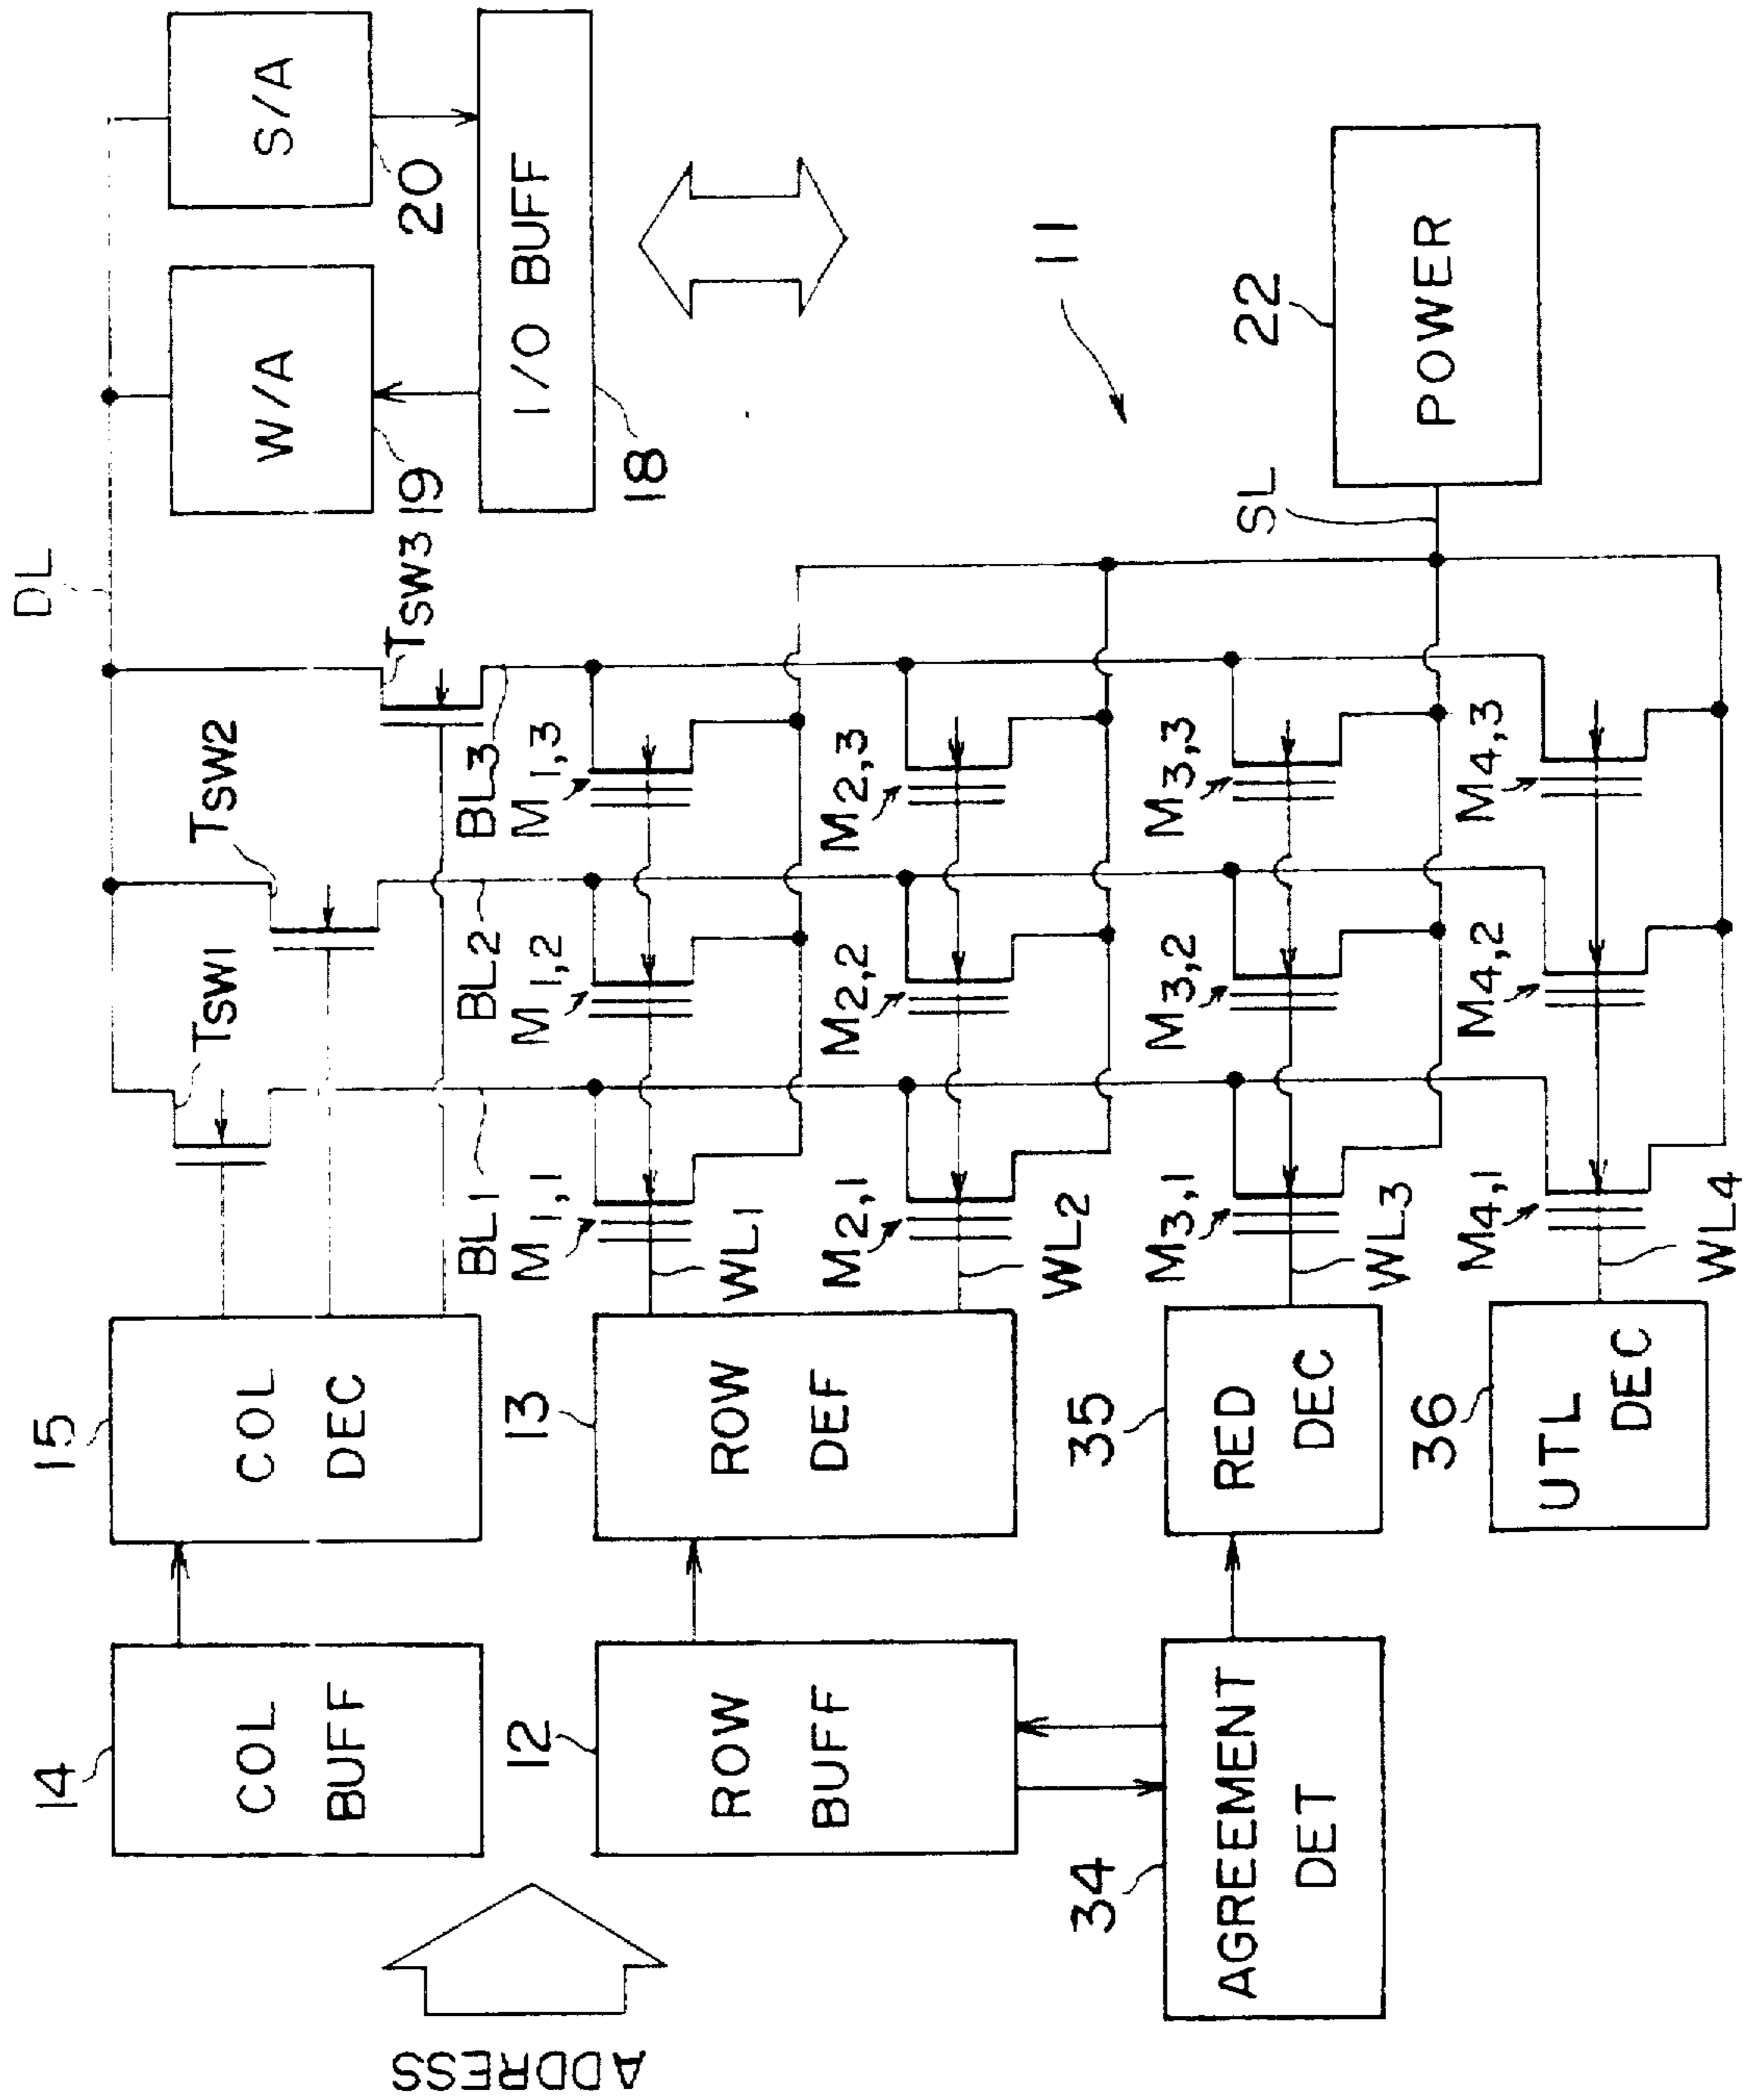 ADDRESS
14
COL
BUFF
15
COL
DEC
12
ROW
BUFF
13
ROW
DEF
34
AGREEMENT
DET
35
RED
DEC
36
UTL
DEC
DL
TSW1
TSW2
TSW3
BL1
BL2
BL3
M1,1
M1,2
M1,3
WL1
M2,1
M2,2
M2,3
WL2
M3,1
M3,2
M3,3
WL3
M4,1
M4,2
M4,3
WL4
W/A
19
S/A
20
I/O BUFF
18
11
SL
22
POWER